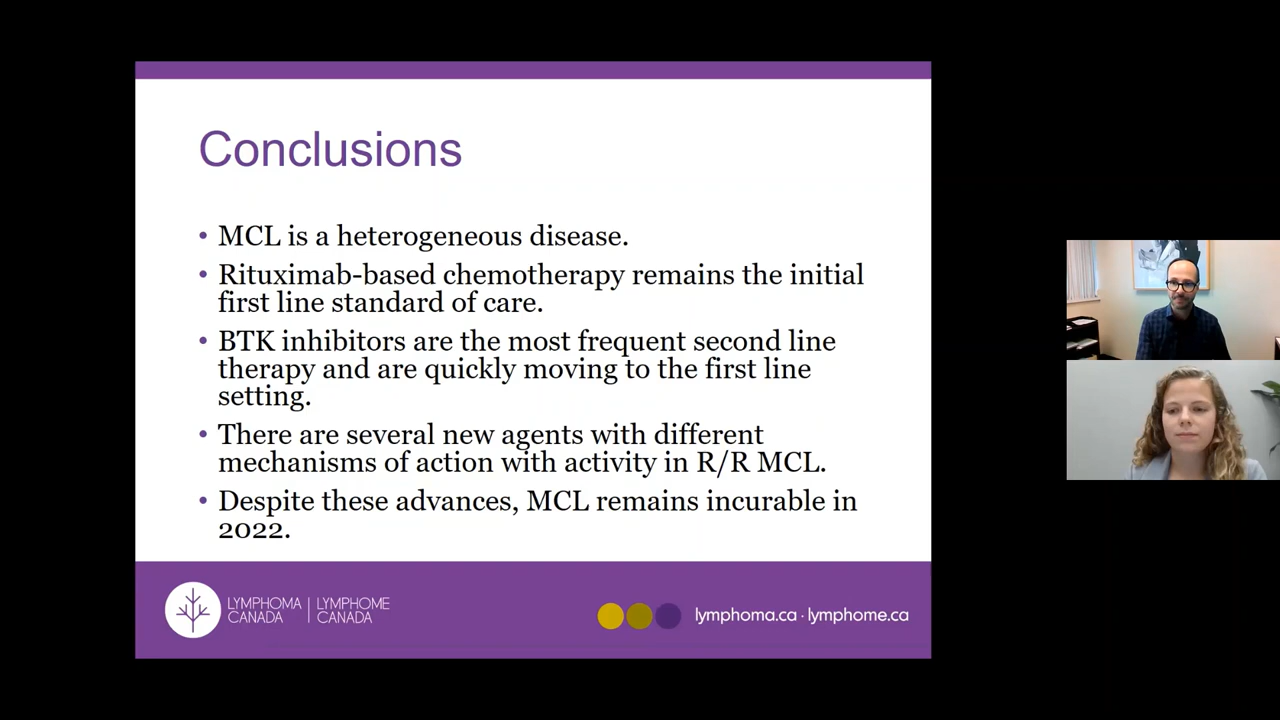 Conclusions
• MCL is a heterogeneous disease.
• Rituximab-based chemotherapy remains the initial
first line standard of care.
• BTK inhibitors are the most frequent second line
therapy and are quickly moving to the first line
setting.
• There are several new agents with different
mechanisms of action with activity in R/R MCL.
• Despite these advances, MCL remains incurable in
2022.
LYMPHOMA | LYMPHOME
CANADA | CANADA
lymphoma.ca · lymphome.ca